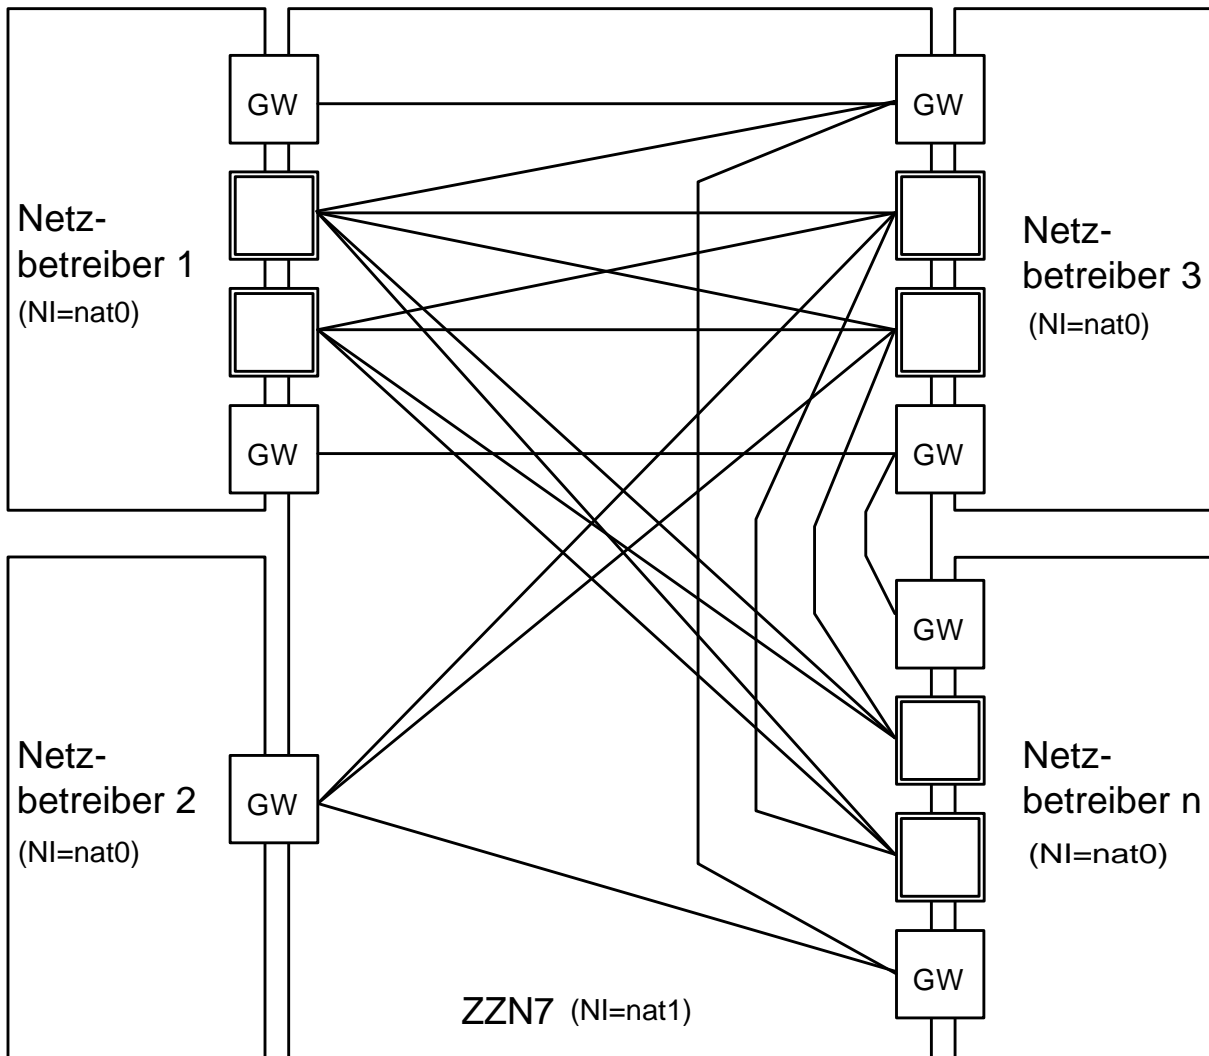 GW
GW
Netz-
betreiber 1
(NI=nat0)
Netz-
betreiber 3
(NI=nat0)
GW
GW
GW
Netz-
betreiber 2
(NI=nat0)
GW
Netz-
betreiber n
(NI=nat0)
GW
ZZN7 (NI=nat1)